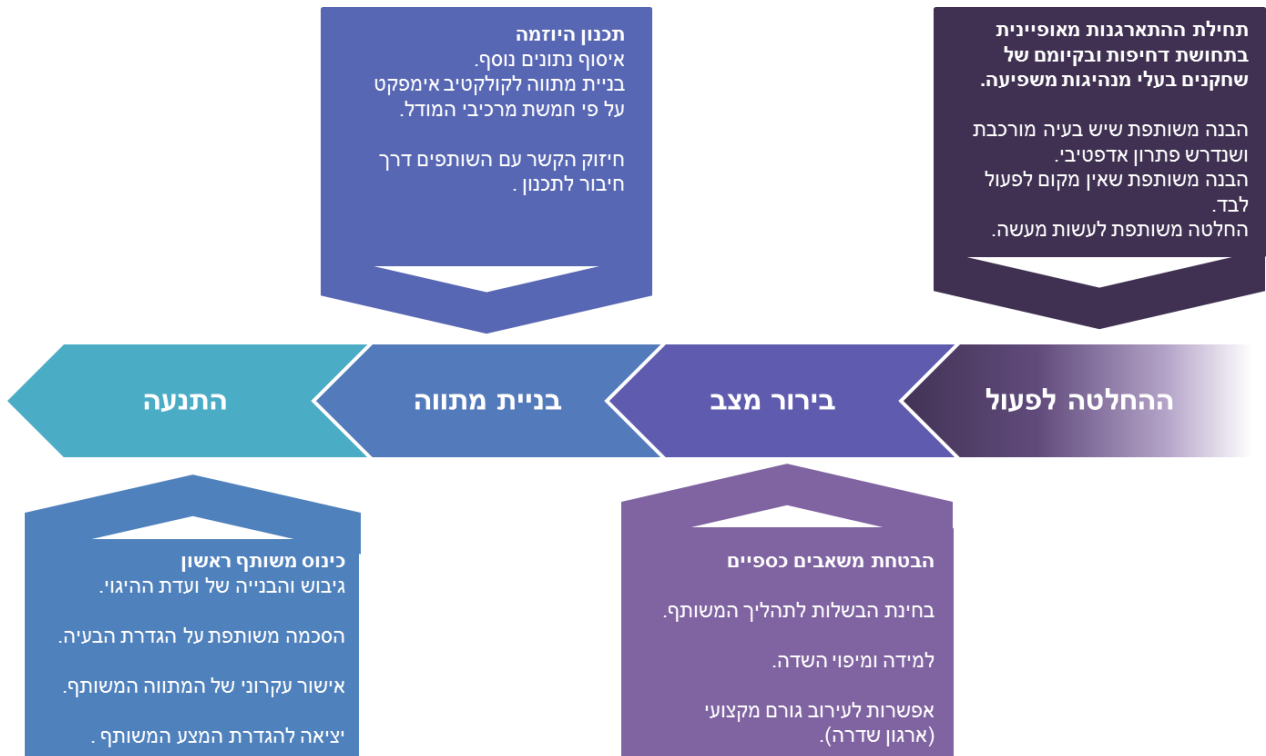 תחילת ההתארגנות מאופיינית
בתחושת דחיפות ובקיומם של
שחקנים בעלי מנהיגות משפיעה.
הבנה משותפת שיש בעיה מורכבת
ושנדרש פתרון אדפטיבי.
הבנה משותפת שאין מקום לפעול
לבד.
החלטה משותפת לעשות מעשה.
תכנון היוזמה
איסוף נתונים נוסף.
בניית מתווה לקולקטיב אימפקט
על פי חמשת מרכיבי המודל.
חיזוק הקשר עם השותפים דרך
חיבור לתכנון .
ההחלטה לפעול
בירור מצב
בניית מתווה
התנעה
הבטחת משאבים כספיים
בחינת הבשלות לתהליך המשותף.
למידה ומיפוי השדה.
אפשרות לעירוב גורם מקצועי
(ארגון שדרה).
כינוס משותף ראשון
גיבוש והבנייה של ועדת ההיגוי.
הסכמה משותפת על הגדרת הבעיה.
אישור עקרוני של המתווה המשותף.
יציאה להגדרת המצע המשותף .